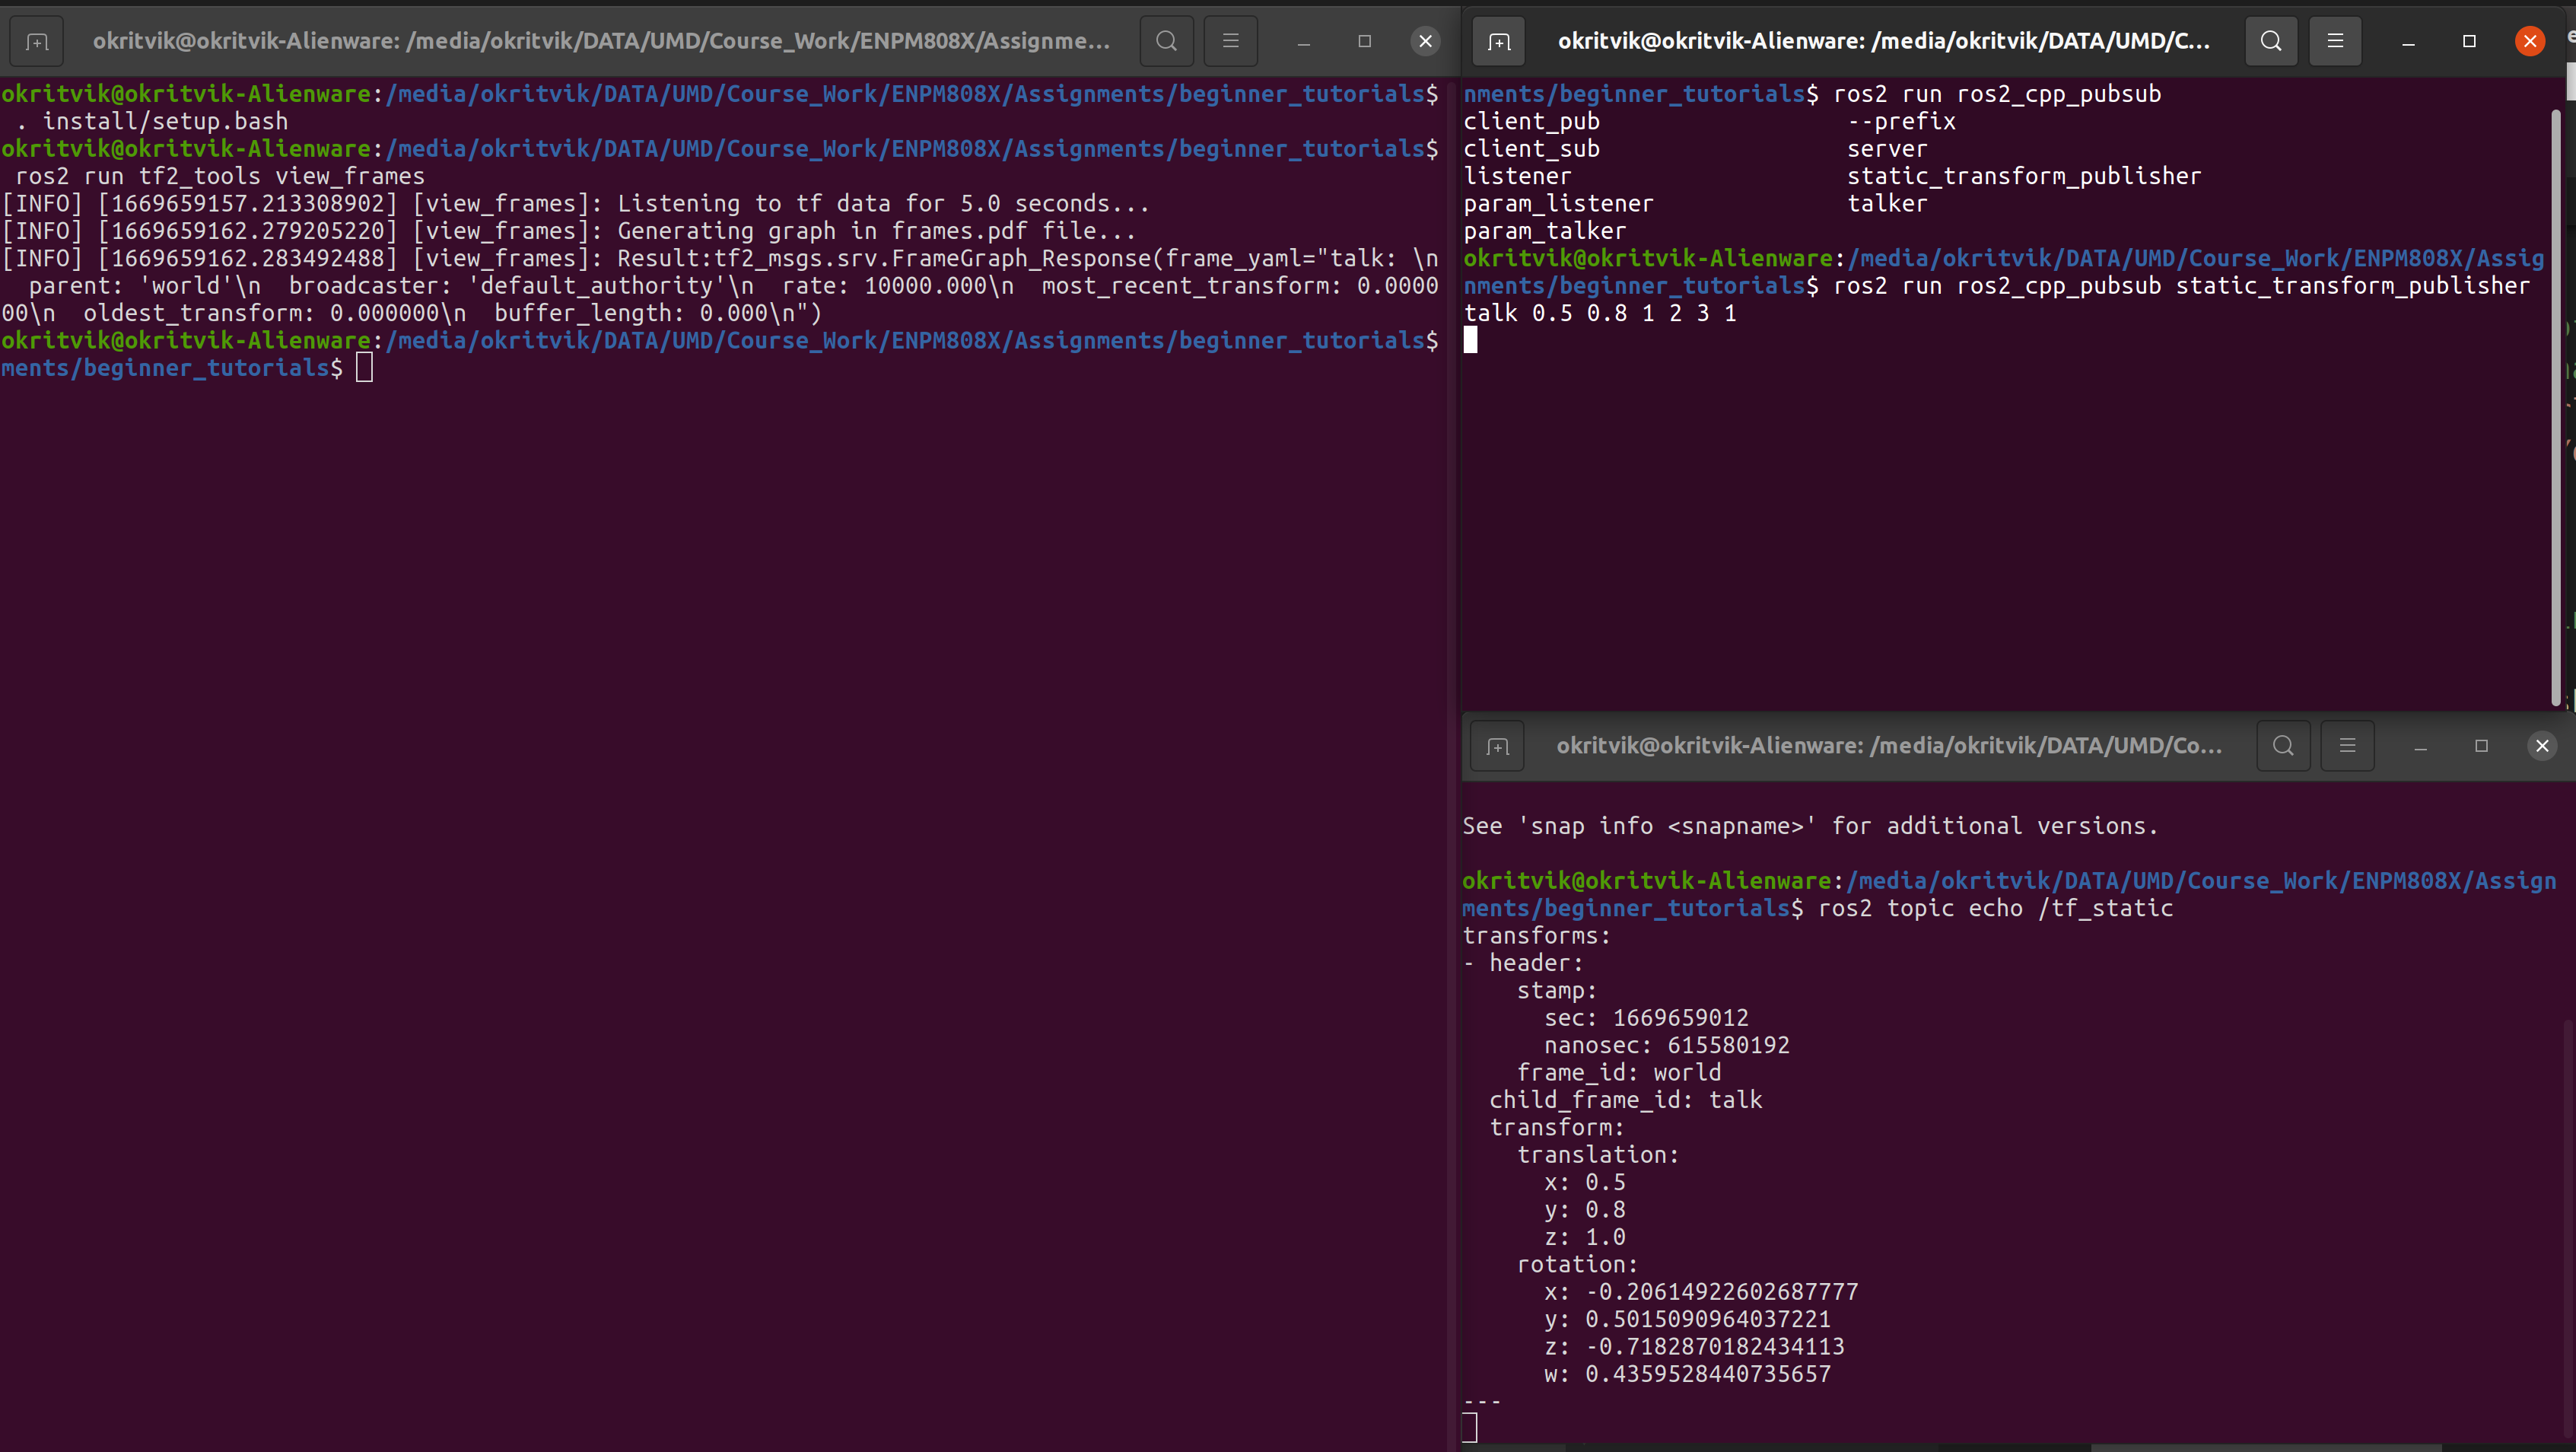 okritvik@okritvik-Alienware: /media/okritvik/DATA/UMD/Course_Work/ENPM808X/Assignme...
okritvik@okritvik-Alienware:/media/okritvik/DATA/UMD/Course_Work/ENPM808X/Assignments/beginner_tutorials$
 . install/setup.bash
okritvik@okritvik-Alienware:/media/okritvik/DATA/UMD/Course_Work/ENPM808X/Assignments/beginner_tutorials$
 ros2 run tf2_tools view_frames
[INFO] [1669659157.213308902] [view_frames]: Listening to tf data for 5.0 seconds...
[INFO] [1669659162.279205220] [view_frames]: Generating graph in frames.pdf file...
[INFO] [1669659162.283492488] [view_frames]: Result:tf2_msgs.srv.FrameGraph_Response(frame_yaml="talk: \n
  parent: 'world'\n  broadcaster: 'default_authority'\n  rate: 10000.000\n  most_recent_transform: 0.0000
00\n  oldest_transform: 0.000000\n  buffer_length: 0.000\n")
okritvik@okritvik-Alienware:/media/okritvik/DATA/UMD/Course_Work/ENPM808X/Assignments/beginner_tutorials$
ments/beginner_tutorials$
okritvik@okritvik-Alienware: /media/okritvik/DATA/UMD/C...
nments/beginner_tutorials$ ros2 run ros2_cpp_pubsub
client_pub                  --prefix
client_sub                  server
listener                    static_transform_publisher
param_listener              talker
param_talker
okritvik@okritvik-Alienware:/media/okritvik/DATA/UMD/Course_Work/ENPM808X/Assig
nments/beginner_tutorials$ ros2 run ros2_cpp_pubsub static_transform_publisher
talk 0.5 0.8 1 2 3 1
okritvik@okritvik-Alienware: /media/okritvik/DATA/UMD/Co...
See 'snap info <snapname>' for additional versions.
okritvik@okritvik-Alienware:/media/okritvik/DATA/UMD/Course_Work/ENPM808X/Assign
ments/beginner_tutorials$ ros2 topic echo /tf_static
transforms:
- header:
    stamp:
      sec: 1669659012
      nanosec: 615580192
    frame_id: world
  child_frame_id: talk
  transform:
    translation:
      x: 0.5
      y: 0.8
      z: 1.0
    rotation:
      x: -0.20614922602687777
      y: 0.5015090964037221
      z: -0.7182870182434113
      w: 0.4359528440735657
---